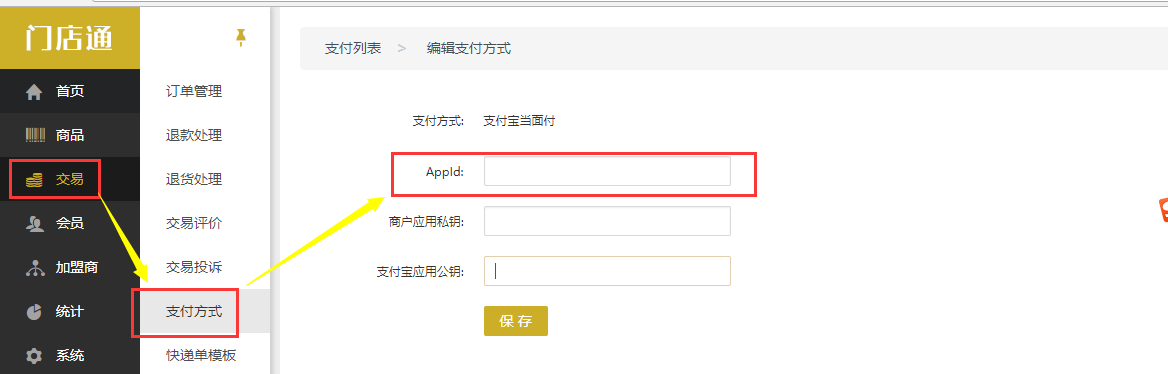 门店通
首页
商品
交易
会员
加盟商
统计
系统
订单管理
退款处理
退货处理
交易评价
交易投诉
支付方式
快递单模板
支付列表 > 编辑支付方式
支付方式: 支付宝当面付
AppId:
商户应用私钥:
支付宝应用公钥:
保存